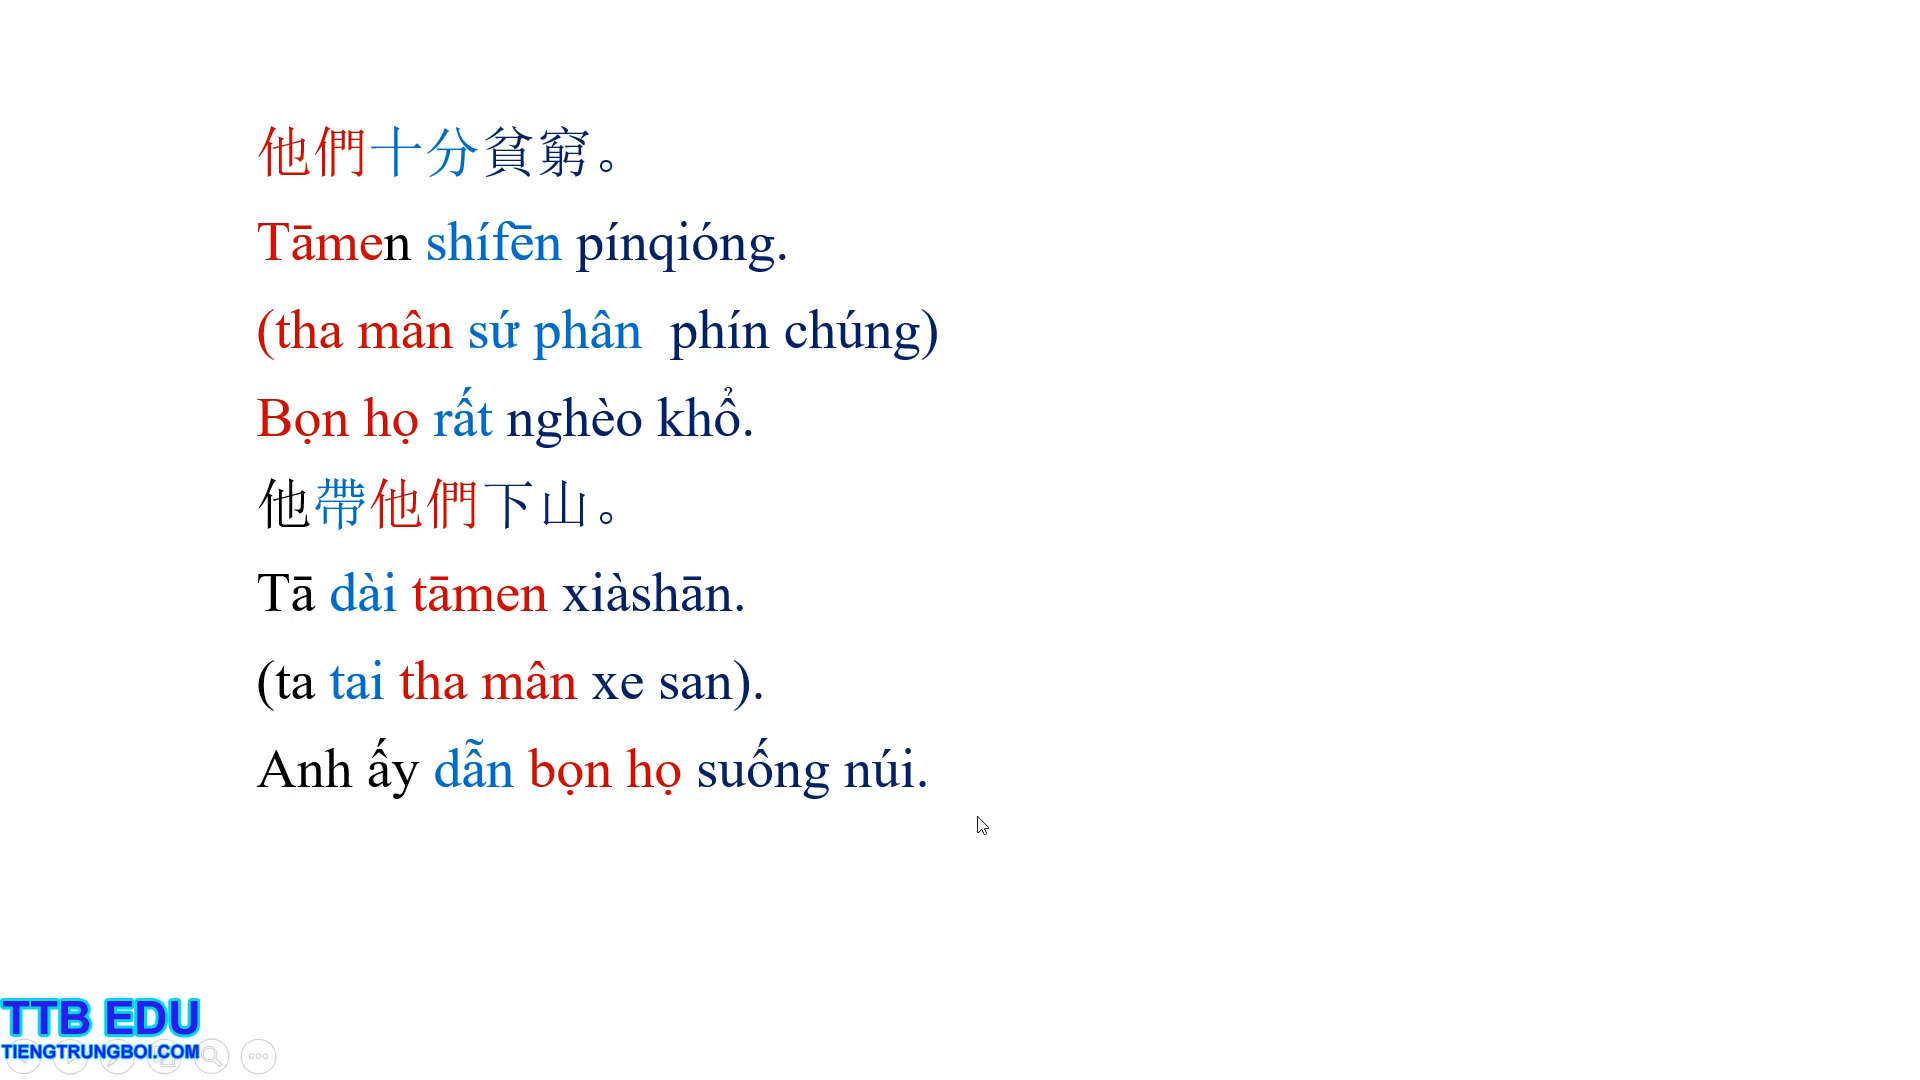 他們十分貧窮。
Tāmen shífēn pínqióng.
(tha mân sứ phân  phín chúng)
Bọn họ rất nghèo khổ.
他帶他們下山。
Tā dài tāmen xiàshān.
(ta tai tha mân xe san).
Anh ấy dẫn bọn họ suống núi.
TTB EDU
TIENGTRUNGBOI.COM